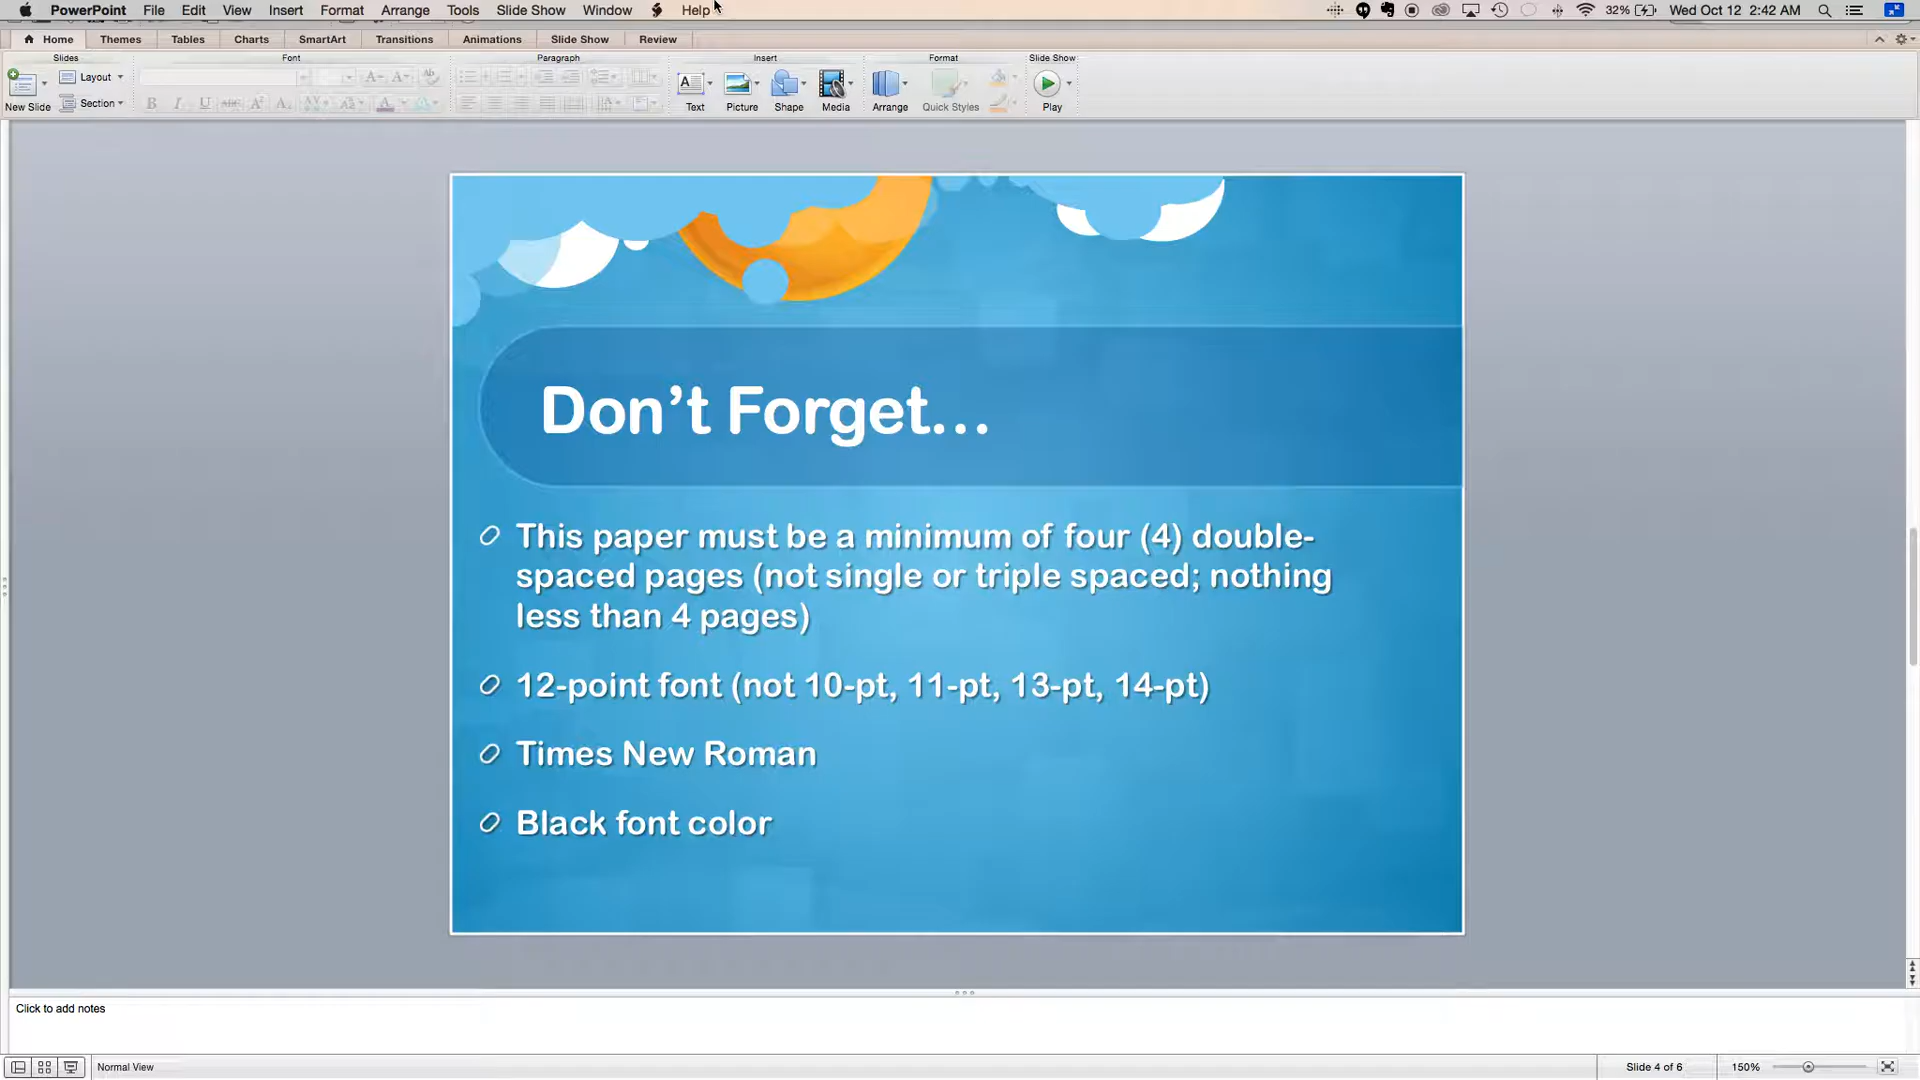 PowerPoint File Edit View Insert Format Arrange Tools Slide Show Window Help
32% Wed Oct 12 2:42 AM
Home Themes Tables Charts SmartArt Transitions Animations Slide Show Review
Slides Font Paragraph Insert Format Slide Show
Layout
New Slide Section Text Picture Shape Media Arrange Quick Styles Play
Don’t Forget…
This paper must be a minimum of four (4) double-
spaced pages (not single or triple spaced; nothing
less than 4 pages)
12-point font (not 10-pt, 11-pt, 13-pt, 14-pt)
Times New Roman
Black font color
Click to add notes
Normal View Slide 4 of 6 150%